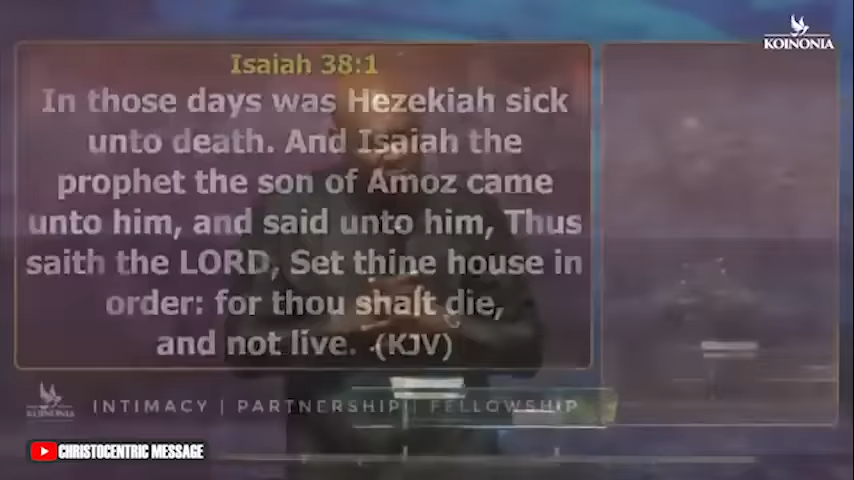 KOINONIA
Isaiah 38:1
In those days was Hezekiah sick
unto death. And Isaiah the
prophet the son of Amoz came
unto him, and said unto him, Thus
saith the LORD, Set thine house in
order: for thou shalt die,
and not live. (KJV)
KOINONIA
INTIMACY | PARTNERSHIP | FELLOWSHIP
CHRISTOCENTRIC MESSAGE